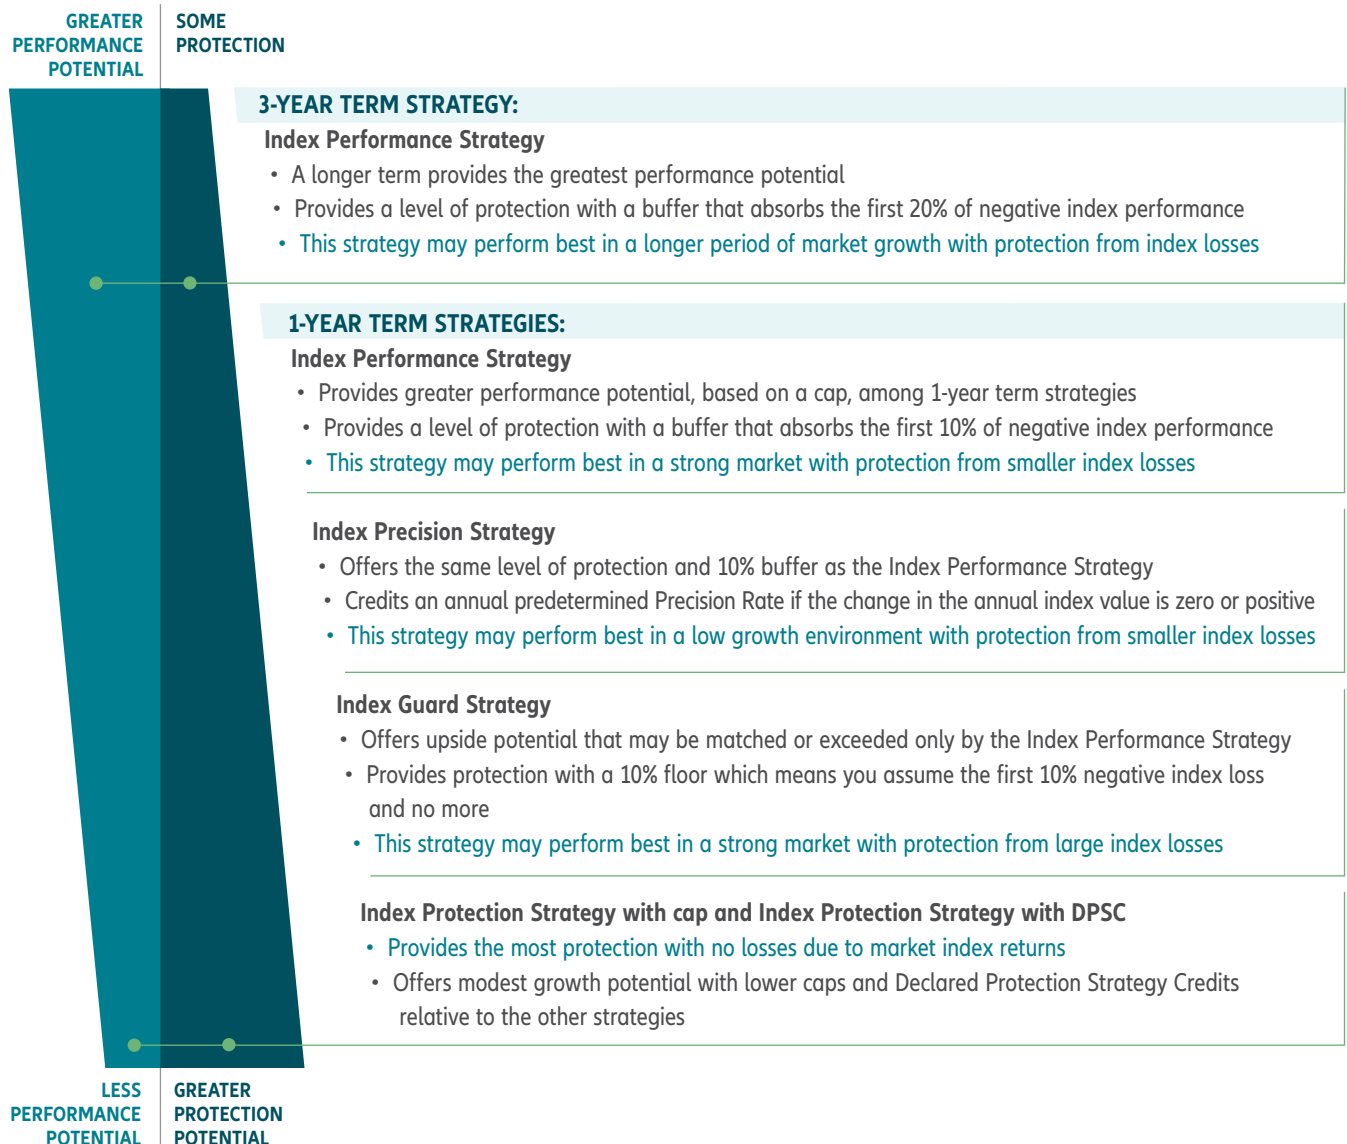 GREATER
PERFORMANCE
POTENTIAL
SOME
PROTECTION
3-YEAR TERM STRATEGY:
Index Performance Strategy
• A longer term provides the greatest performance potential
• Provides a level of protection with a buffer that absorbs the first 20% of negative index performance
• This strategy may perform best in a longer period of market growth with protection from index losses
1-YEAR TERM STRATEGIES:
Index Performance Strategy
• Provides greater performance potential, based on a cap, among 1-year term strategies
• Provides a level of protection with a buffer that absorbs the first 10% of negative index performance
• This strategy may perform best in a strong market with protection from smaller index losses
Index Precision Strategy
• Offers the same level of protection and 10% buffer as the Index Performance Strategy
• Credits an annual predetermined Precision Rate if the change in the annual index value is zero or positive
• This strategy may perform best in a low growth environment with protection from smaller index losses
Index Guard Strategy
• Offers upside potential that may be matched or exceeded only by the Index Performance Strategy
• Provides protection with a 10% floor which means you assume the first 10% negative index loss
and no more
• This strategy may perform best in a strong market with protection from large index losses
Index Protection Strategy with cap and Index Protection Strategy with DPSC
• Provides the most protection with no losses due to market index returns
• Offers modest growth potential with lower caps and Declared Protection Strategy Credits
relative to the other strategies
LESS
PERFORMANCE
POTENTIAL
GREATER
PROTECTION
POTENTIAL